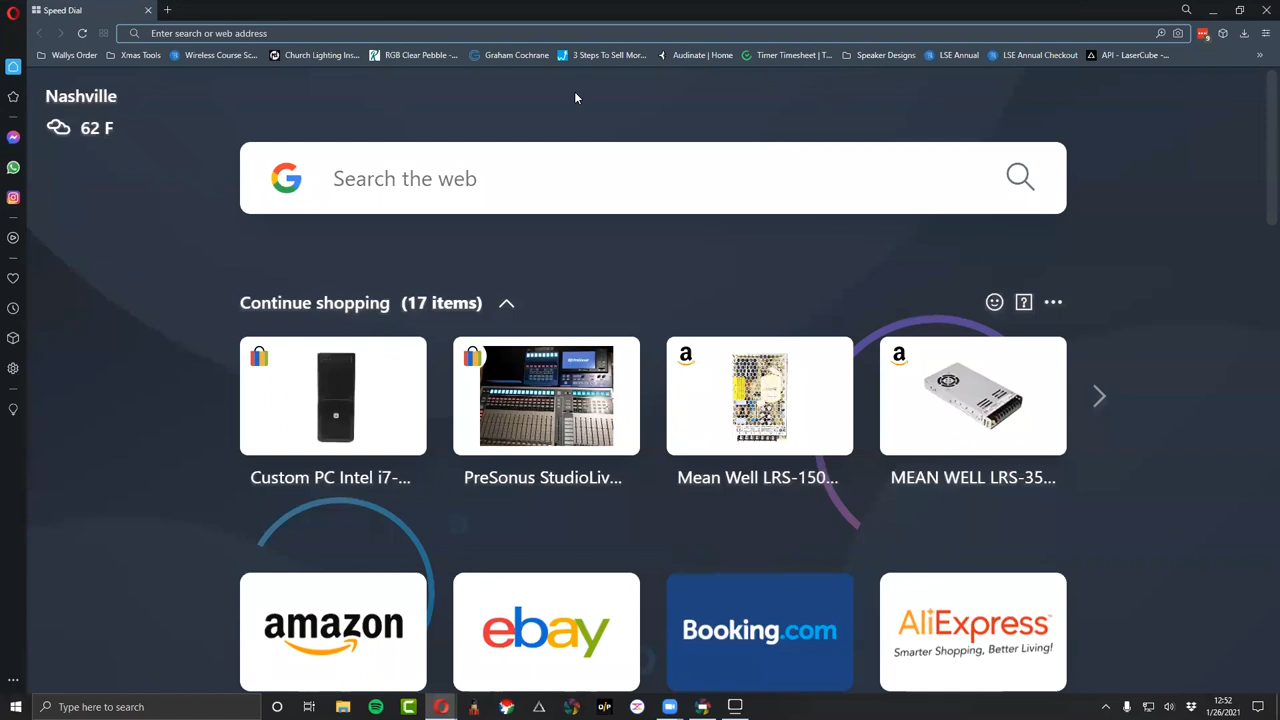 Speed Dial
Enter search or web address
Wallys Order
Xmas Tools
Wireless Course Sc...
Church Lighting Ins...
RGB Clear Pebble -...
Graham Cochrane
3 Steps To Sell Mor...
Audinate | Home
Timer Timesheet | T...
Speaker Designs
LSE Annual
LSE Annual Checkout
API - LaserCube -...
»
Nashville
62 F
Search the web
Continue shopping (17 items)
Custom PC Intel i7-...
PreSonus StudioLiv...
Mean Well LRS-150...
MEAN WELL LRS-35...
amazon
ebay
Booking.com
AliExpress
Smarter Shopping, Better Living!
Type here to search
O/P
12:52
1/26/2021